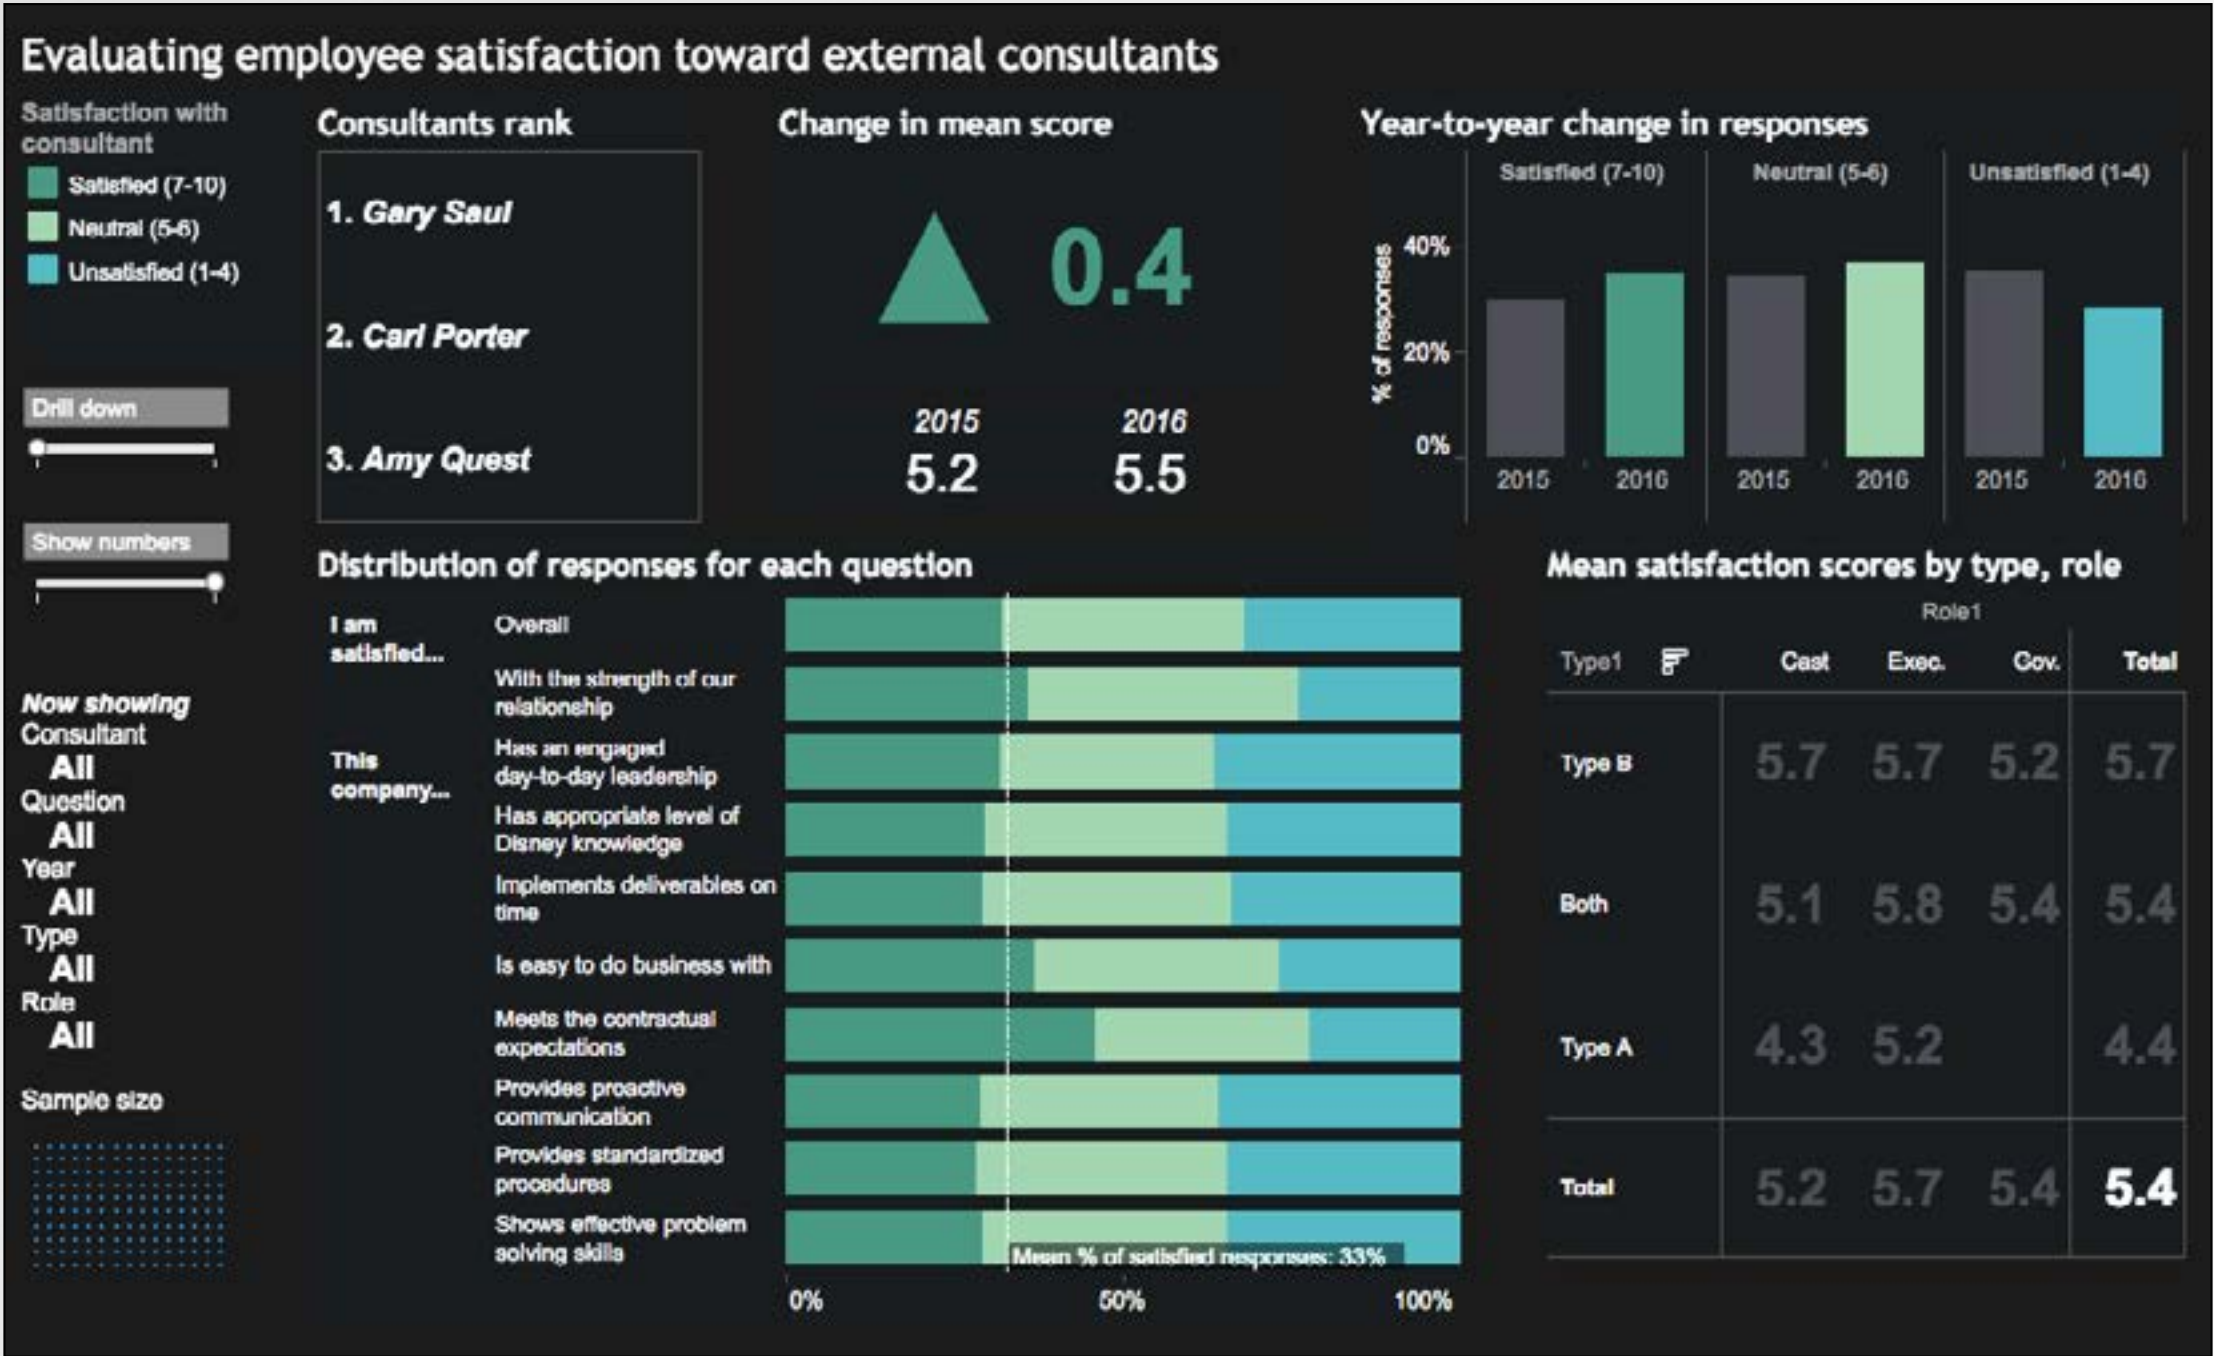 Evaluating employee satisfaction toward external consultants
Satisfaction with
consultant
Satisfied (7-10)
Neutral (5-6)
Unsatisfied (1-4)
Drill down
Show numbers
Now showing
Consultant
All
Question
All
Year
All
Type
All
Role
All
Sample size
Consultants rank
1. Gary Saul
2. Carl Porter
3. Amy Quest
Change in mean score
0.4
2015 2016
5.2 5.5
Year-to-year change in responses
Satisfied (7-10) Neutral (5-6) Unsatisfied (1-4)
% of responses
40%
20%
0%
2015 2016 2015 2016 2015 2016
Distribution of responses for each question
I am
satisfied...
Overall
With the strength of our
relationship
This
company...
Has an engaged
day-to-day leadership
Has appropriate level of
Disney knowledge
Implements deliverables on
time
Is easy to do business with
Meets the contractual
expectations
Provides proactive
communication
Provides standardized
procedures
Shows effective problem
solving skills
Mean % of satisfied responses: 33%
0% 50% 100%
Mean satisfaction scores by type, role
Role1
Type1 Cast Exec. Gov. Total
Type B 5.7 5.7 5.2 5.7
Both 5.1 5.8 5.4 5.4
Type A 4.3 5.2 4.4
Total 5.2 5.7 5.4 5.4